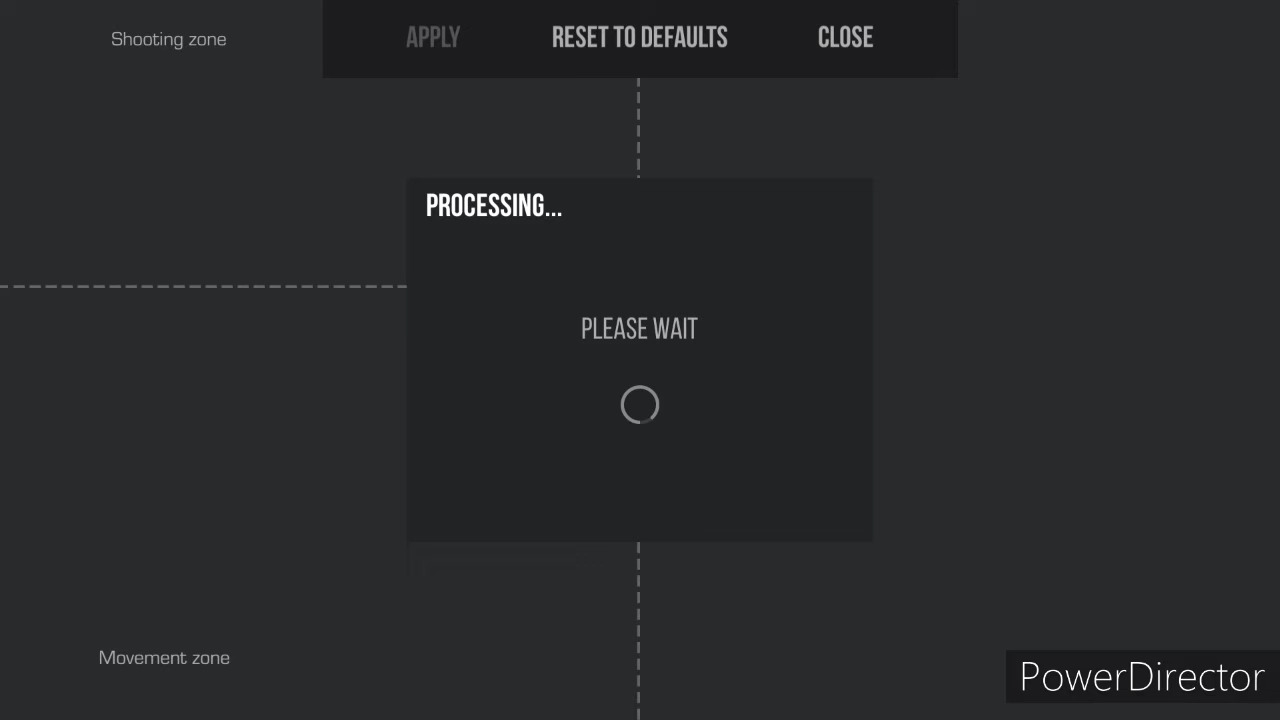 Shooting zone
APPLY
RESET TO DEFAULTS
CLOSE
PROCESSING...
PLEASE WAIT
Movement zone
PowerDirector